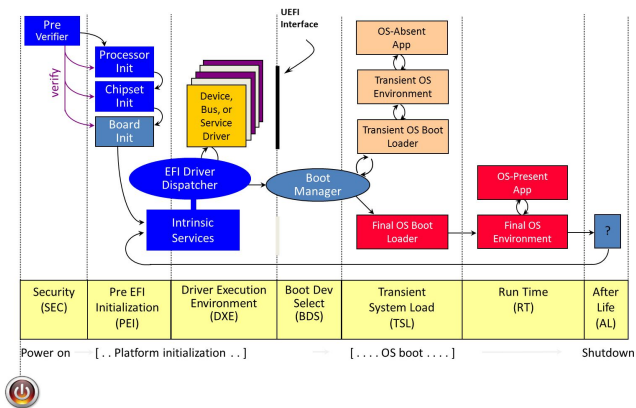 UEFI
Interface
Pre
Verifier
verify
Processor
Init
Chipset
Init
Board
Init
Device,
Bus, or
Service
Driver
EFI Driver
Dispatcher
Intrinsic
Services
Boot
Manager
OS-Absent
App
Transient OS
Environment
Transient OS Boot
Loader
OS-Present
App
Final OS Boot
Loader
Final OS
Environment
?
Security
(SEC)
Pre EFI
Initialization
(PEI)
Driver Execution
Environment
(DXE)
Boot Dev
Select
(BDS)
Transient
System Load
(TSL)
Run Time
(RT)
After
Life
(AL)
Power on
[ . . Platform initialization . . ]
[ . . . . OS boot . . . . ]
Shutdown